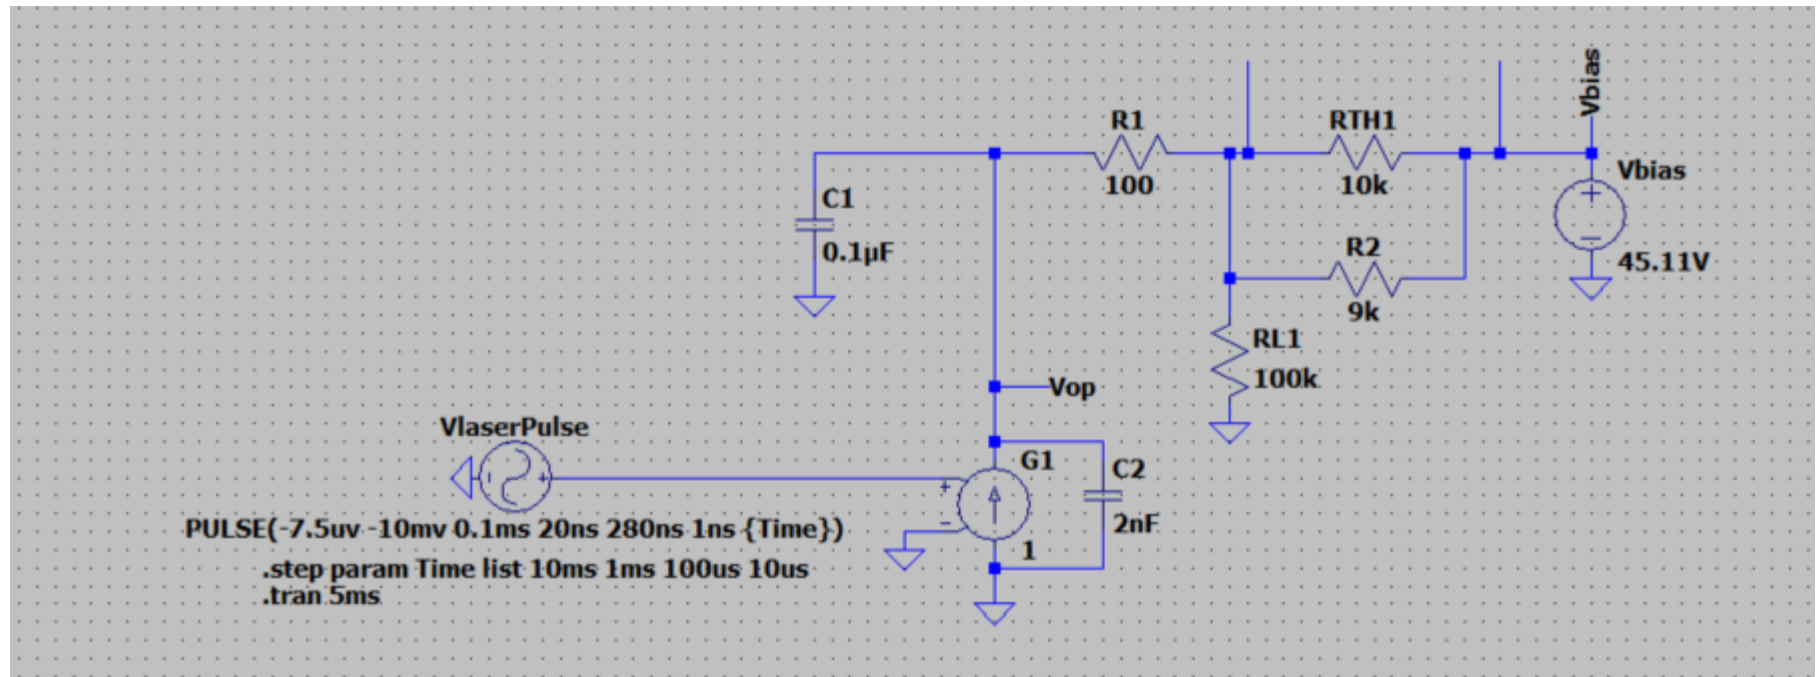 Vbias
R1
RTH1
100
10k
Vbias
C1
0.1µF
R2
45.11V
9k
RL1
100k
Vop
VlaserPulse
G1
C2
2nF
PULSE(-7.5uv -10mv 0.1ms 20ns 280ns 1ns {Time})
1
.step param Time list 10ms 1ms 100us 10us
.tran 5ms